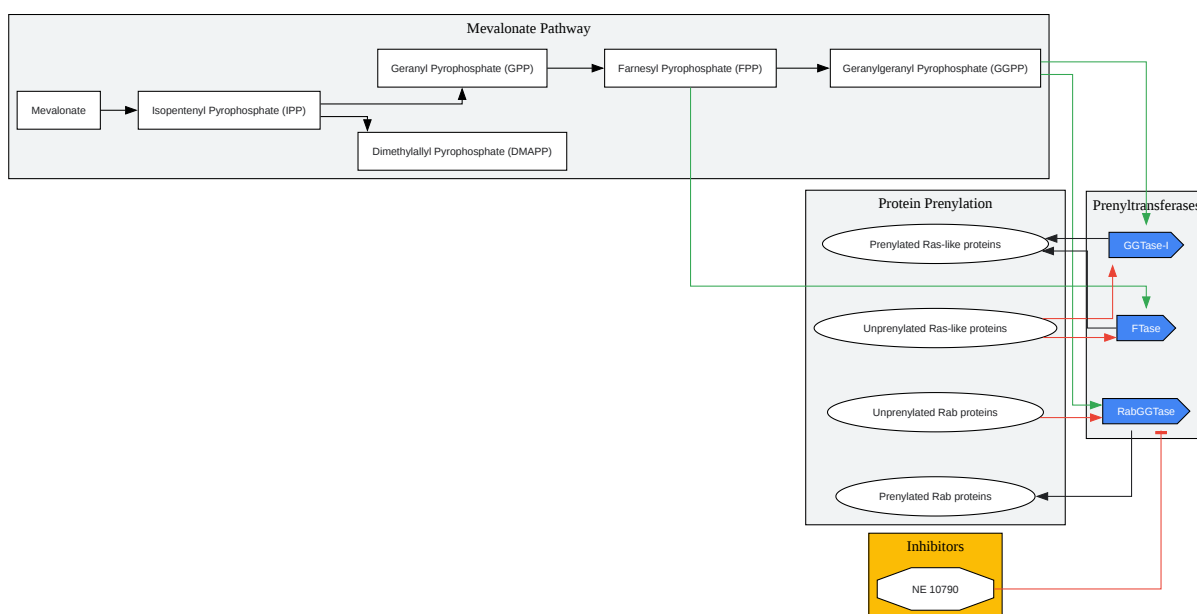 Mevalonate Pathway
Geranyl Pyrophosphate (GPP)
Farnesyl Pyrophosphate (FPP)
Geranylgeranyl Pyrophosphate (GGPP)
Mevalonate
Isopentenyl Pyrophosphate (IPP)
Dimethylallyl Pyrophosphate (DMAPP)
Protein Prenylation
Prenyltransferases
Prenylated Ras-like proteins
GGTase-I
Unprenylated Ras-like proteins
FTase
Unprenylated Rab proteins
RabGGTase
Prenylated Rab proteins
Inhibitors
NE 10790